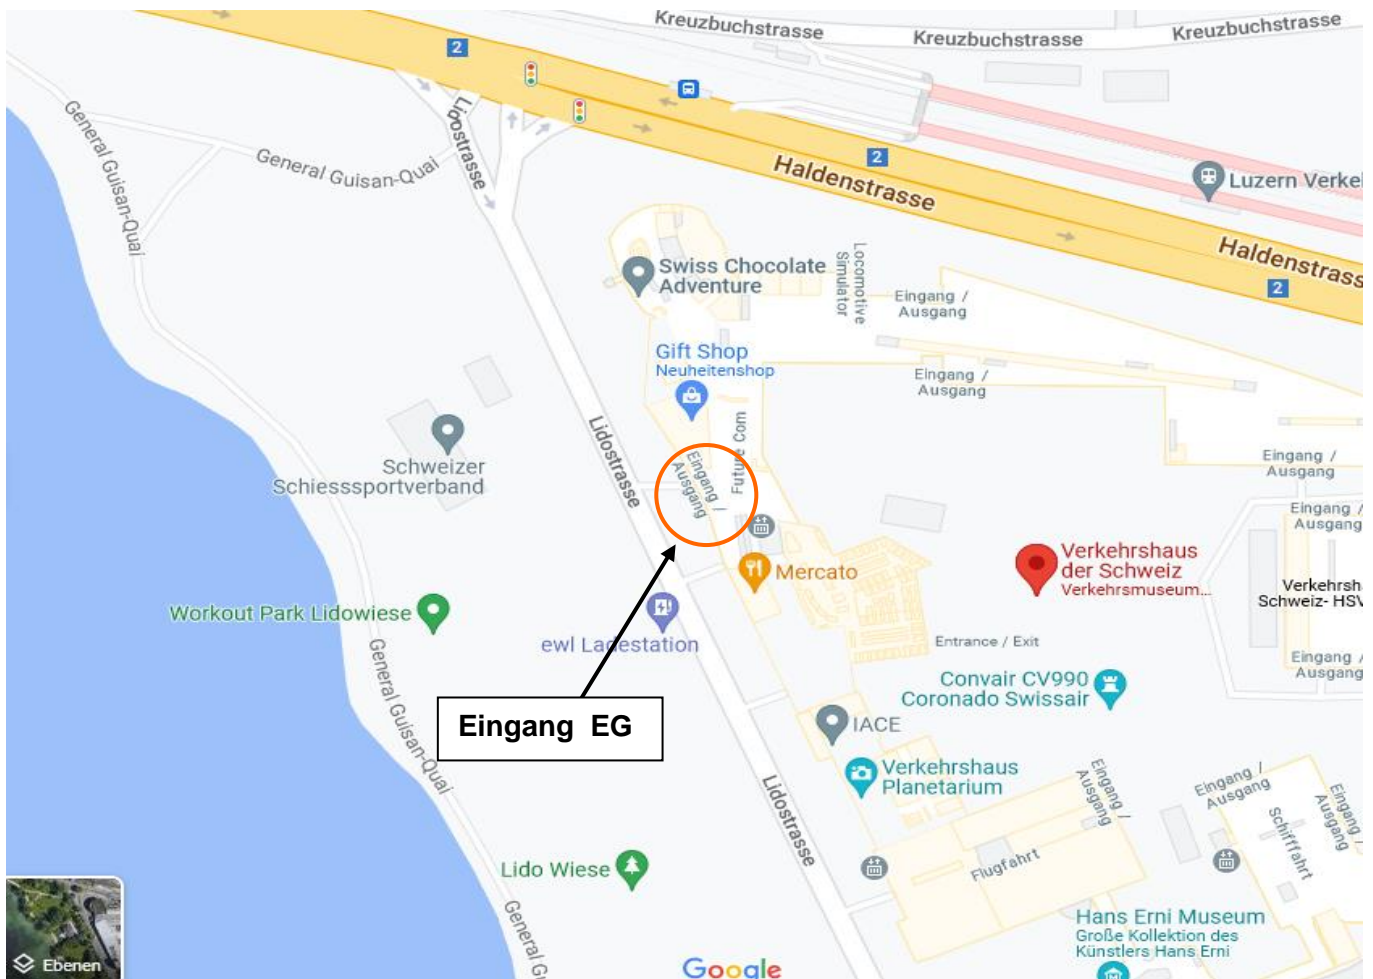 Kreuzbuchstrasse
Kreuzbuchstrasse
Kreuzbuchstrasse
2
Lidostrasse
General Guisan-Quai
General Guisan-Quai
2
Haldenstrasse
Luzern Verkel
Haldenstrass
2
Swiss Chocolate
Adventure
Locomotive
Simulator
Eingang /
Ausgang
Gift Shop
Neuheitenshop
Eingang /
Ausgang
Lidostrasse
Future Com
Eingang /
Ausgang
Schweizer
Schiesssportverband
Eingang /
Ausgang
Eingang /
Ausgang
Mercato
Verkehrshaus
der Schweiz
Verkehrsmuseum...
Verkehrsh
Schweiz- HSV
Workout Park Lidowiese
ewl Ladestation
Entrance / Exit
Eingang /
Ausgang
General Guisan-Quai
Eingang EG
Convair CV990
Coronado Swissair
IACE
Verkehrshaus
Planetarium
Eingang /
Ausgang
Eingang /
Ausgang
Eingang /
Ausgang
Lidostrasse
Schifffahrt
Flugfahrt
Lido Wiese
General G
Hans Erni Museum
Große Kollektion des
Künstlers Hans Erni
Ebenen
Google